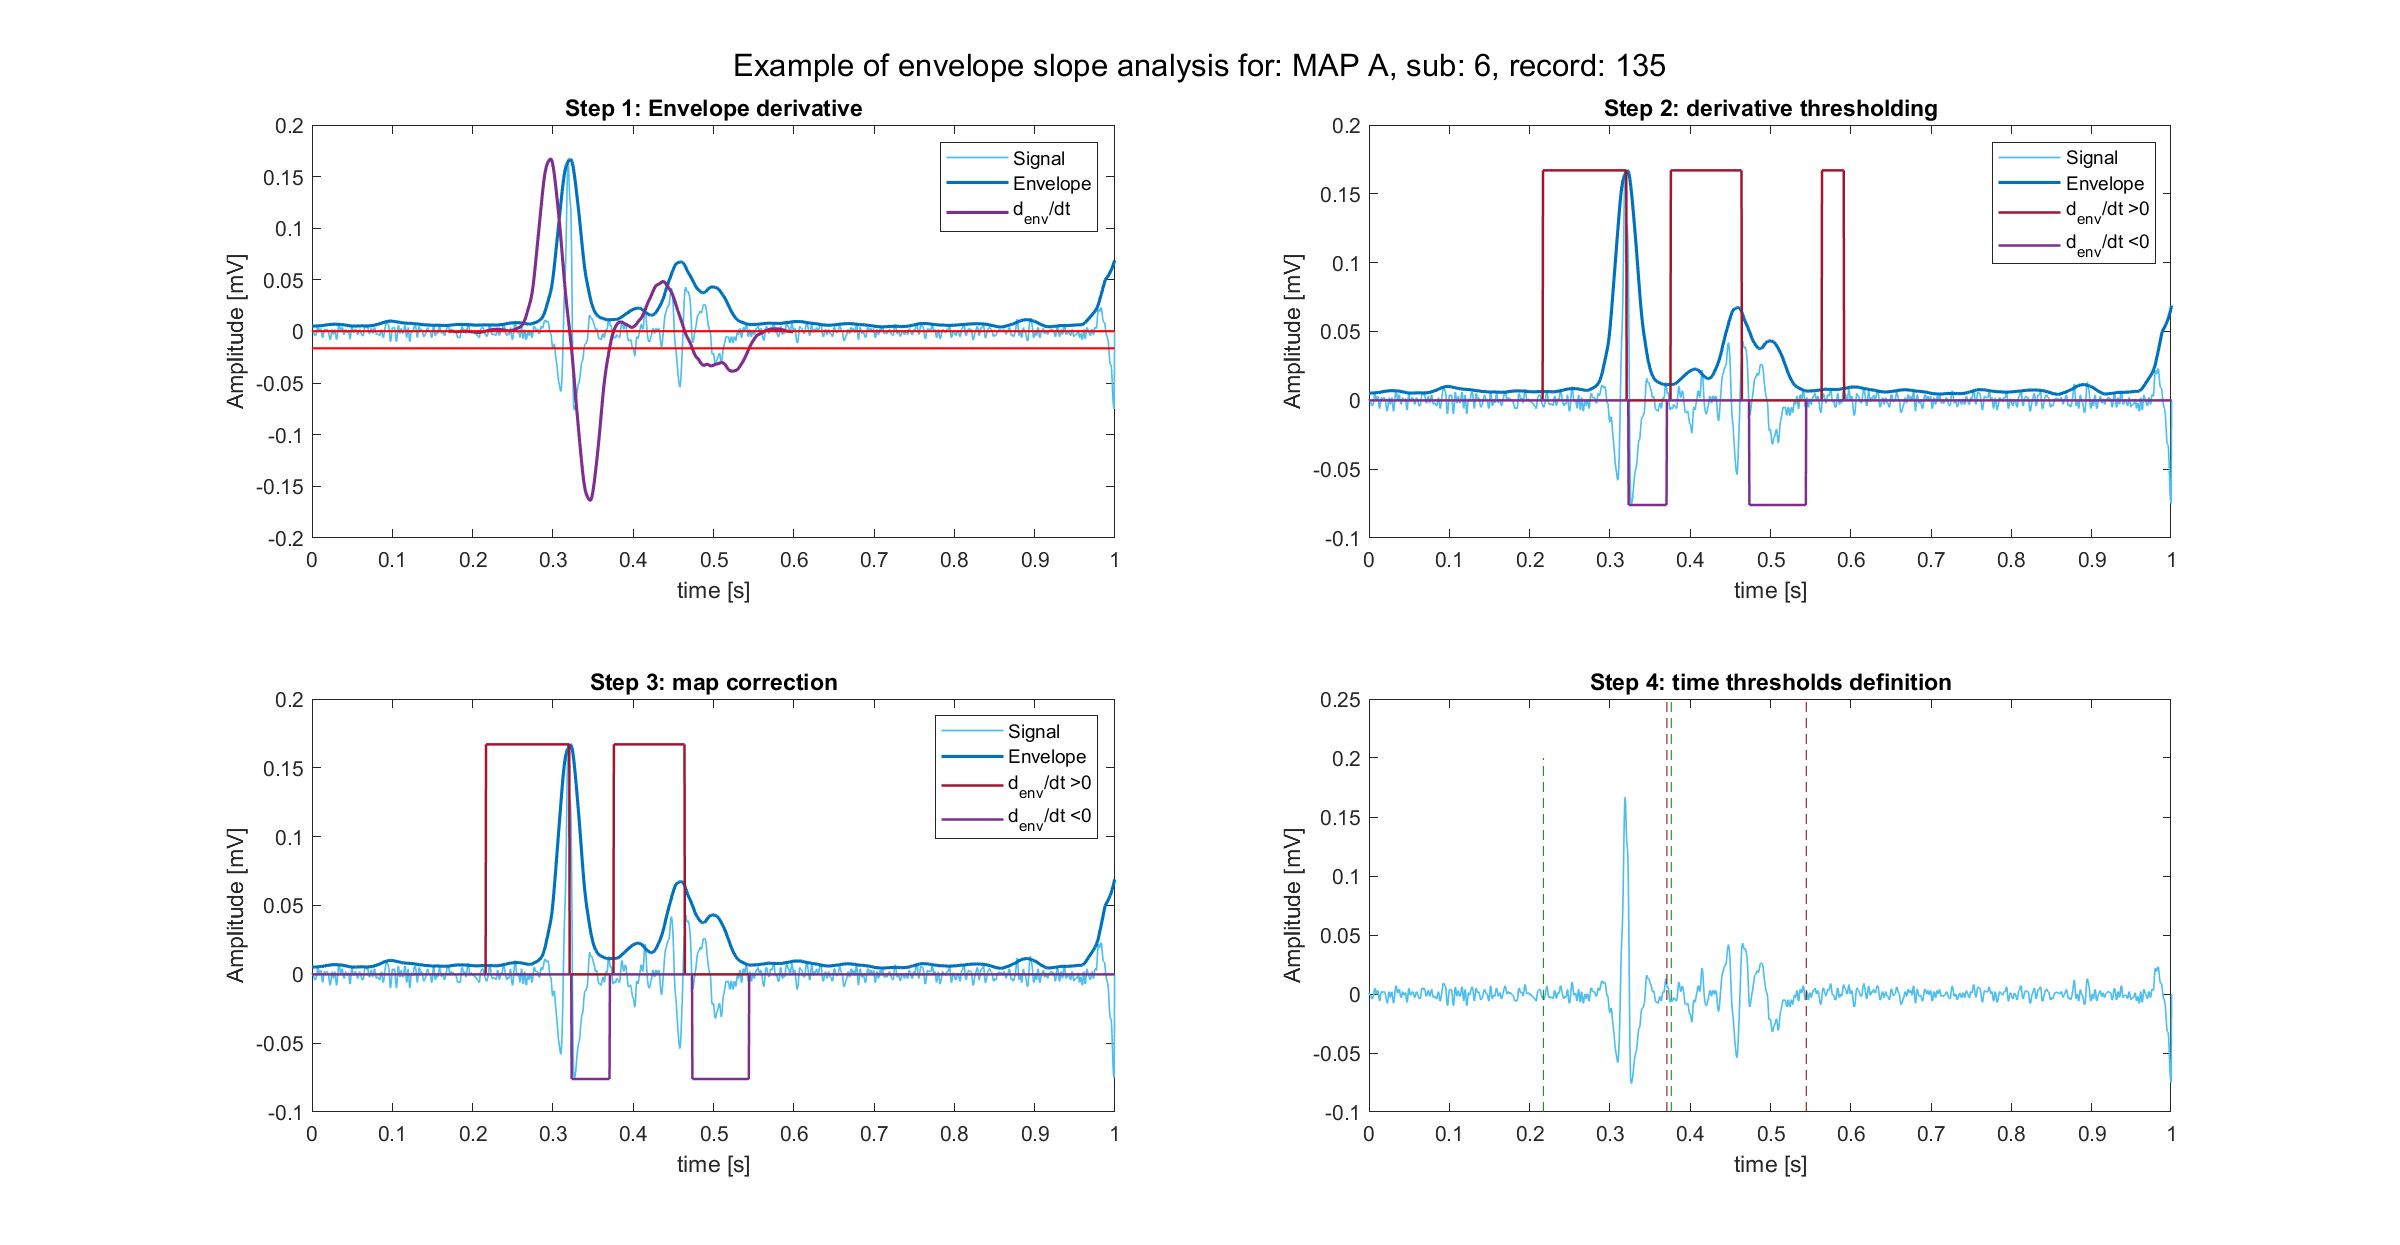 Example of envelope slope analysis for: MAP A, sub: 6, record: 135
Step 1: Envelope derivative
0.2
0.15
0.1
0.05
0
-0.05
-0.1
-0.15
-0.2
Amplitude [mV]
0 0.1 0.2 0.3 0.4 0.5 0.6 0.7 0.8 0.9 1
time [s]
Signal
Envelope
d_env/dt
Step 2: derivative thresholding
0.2
0.15
0.1
0.05
0
-0.05
-0.1
Amplitude [mV]
0 0.1 0.2 0.3 0.4 0.5 0.6 0.7 0.8 0.9 1
time [s]
Signal
Envelope
d_env/dt >0
d_env/dt <0
Step 3: map correction
0.2
0.15
0.1
0.05
0
-0.05
-0.1
Amplitude [mV]
0 0.1 0.2 0.3 0.4 0.5 0.6 0.7 0.8 0.9 1
time [s]
Signal
Envelope
d_env/dt >0
d_env/dt <0
Step 4: time thresholds definition
0.25
0.2
0.15
0.1
0.05
0
-0.05
-0.1
Amplitude [mV]
0 0.1 0.2 0.3 0.4 0.5 0.6 0.7 0.8 0.9 1
time [s]